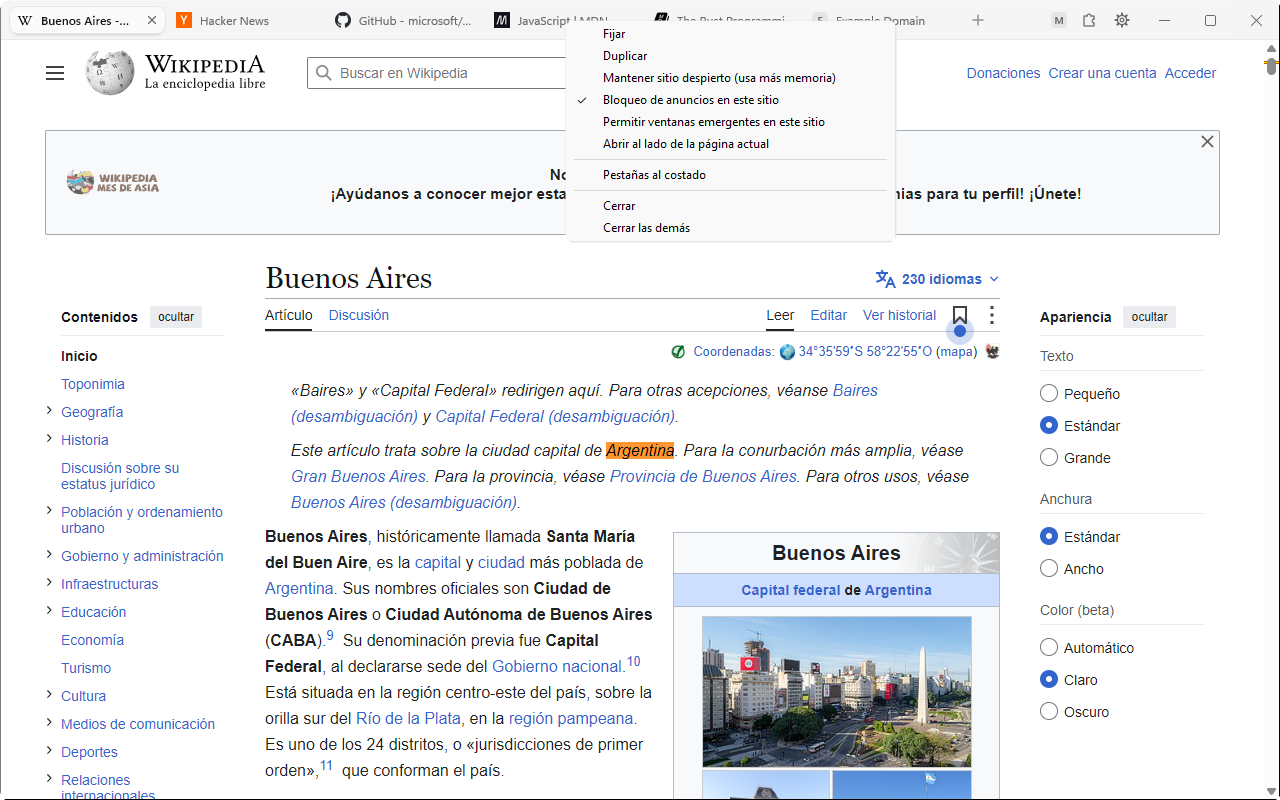 Buenos Aires -...
Hacker News
GitHub - microsoft/...
JavaScript | MDN
The Rust Programmi...
Example Domain
M
Fijar
Duplicar
Mantener sitio despierto (usa más memoria)
Bloqueo de anuncios en este sitio
Permitir ventanas emergentes en este sitio
Abrir al lado de la página actual
Pestañas al costado
Cerrar
Cerrar las demás
WIKIPEDIA
La enciclopedia libre
Buscar en Wikipedia
Donaciones Crear una cuenta Acceder
WIKIPEDIA
MES DE ASIA
¡Ayúdanos a conocer mejor esta
para tu perfil! ¡Únete!
Buenos Aires
230 idiomas
Artículo Discusión
Leer Editar Ver historial
Coordenadas: 34°35′59″S 58°22′55″O (mapa)
Contenidos ocultar
Inicio
Toponimia
Geografía
Historia
Discusión sobre su
estatus jurídico
Población y ordenamiento
urbano
Gobierno y administración
Infraestructuras
Educación
Economía
Turismo
Cultura
Medios de comunicación
Deportes
Relaciones
internacionales
«Baires» y «Capital Federal» redirigen aquí. Para otras acepciones, véanse Baires
(desambiguación) y Capital Federal (desambiguación).
Este artículo trata sobre la ciudad capital de Argentina. Para la conurbación más amplia, véase
Gran Buenos Aires. Para la provincia, véase Provincia de Buenos Aires. Para otros usos, véase
Buenos Aires (desambiguación).
Buenos Aires, históricamente llamada Santa María
del Buen Aire, es la capital y ciudad más poblada de
Argentina. Sus nombres oficiales son Ciudad de
Buenos Aires o Ciudad Autónoma de Buenos Aires
(CABA).9 Su denominación previa fue Capital
Federal, al declararse sede del Gobierno nacional.10
Está situada en la región centro-este del país, sobre la
orilla sur del Río de la Plata, en la región pampeana.
Es uno de los 24 distritos, o «jurisdicciones de primer
orden»,11 que conforman el país.
Buenos Aires
Capital federal de Argentina
Apariencia ocultar
Texto
Pequeño
Estándar
Grande
Anchura
Estándar
Ancho
Color (beta)
Automático
Claro
Oscuro